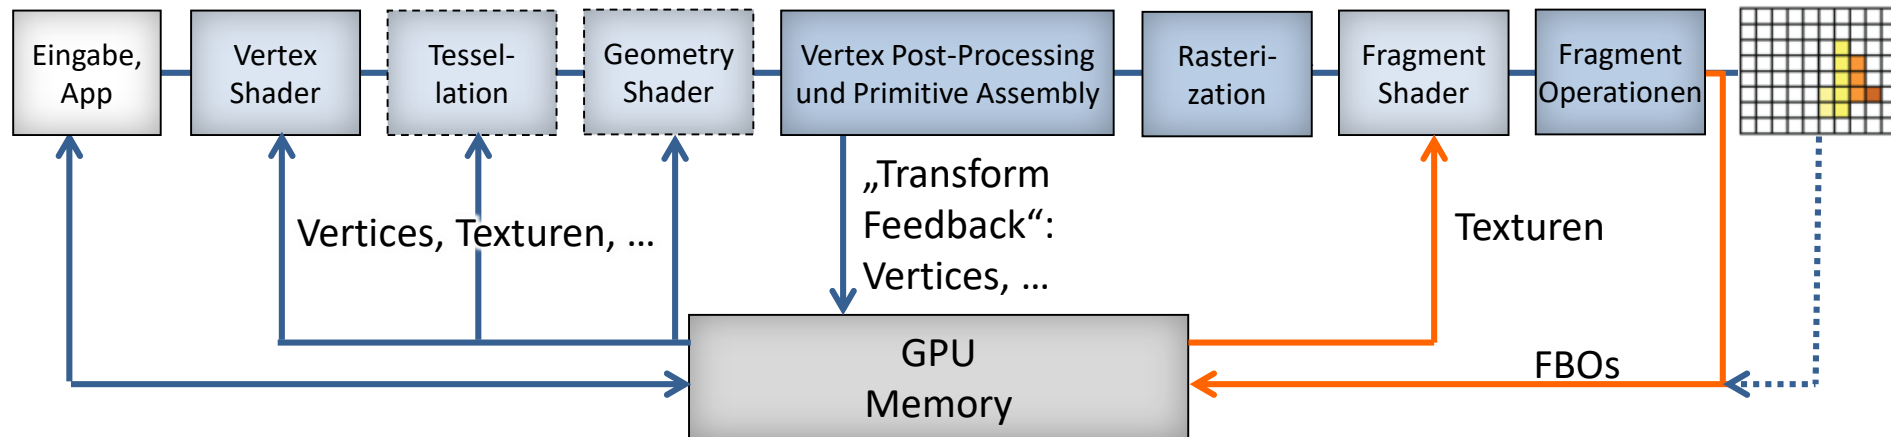 Eingabe,
App
Vertex
Shader
Tessel-
lation
Geometry
Shader
Vertex Post-Processing
und Primitive Assembly
Rasteri-
zation
Fragment
Shader
Fragment
Operationen
Vertices, Texturen, …
„Transform
Feedback“:
Vertices, …
Texturen
GPU
Memory
FBOs